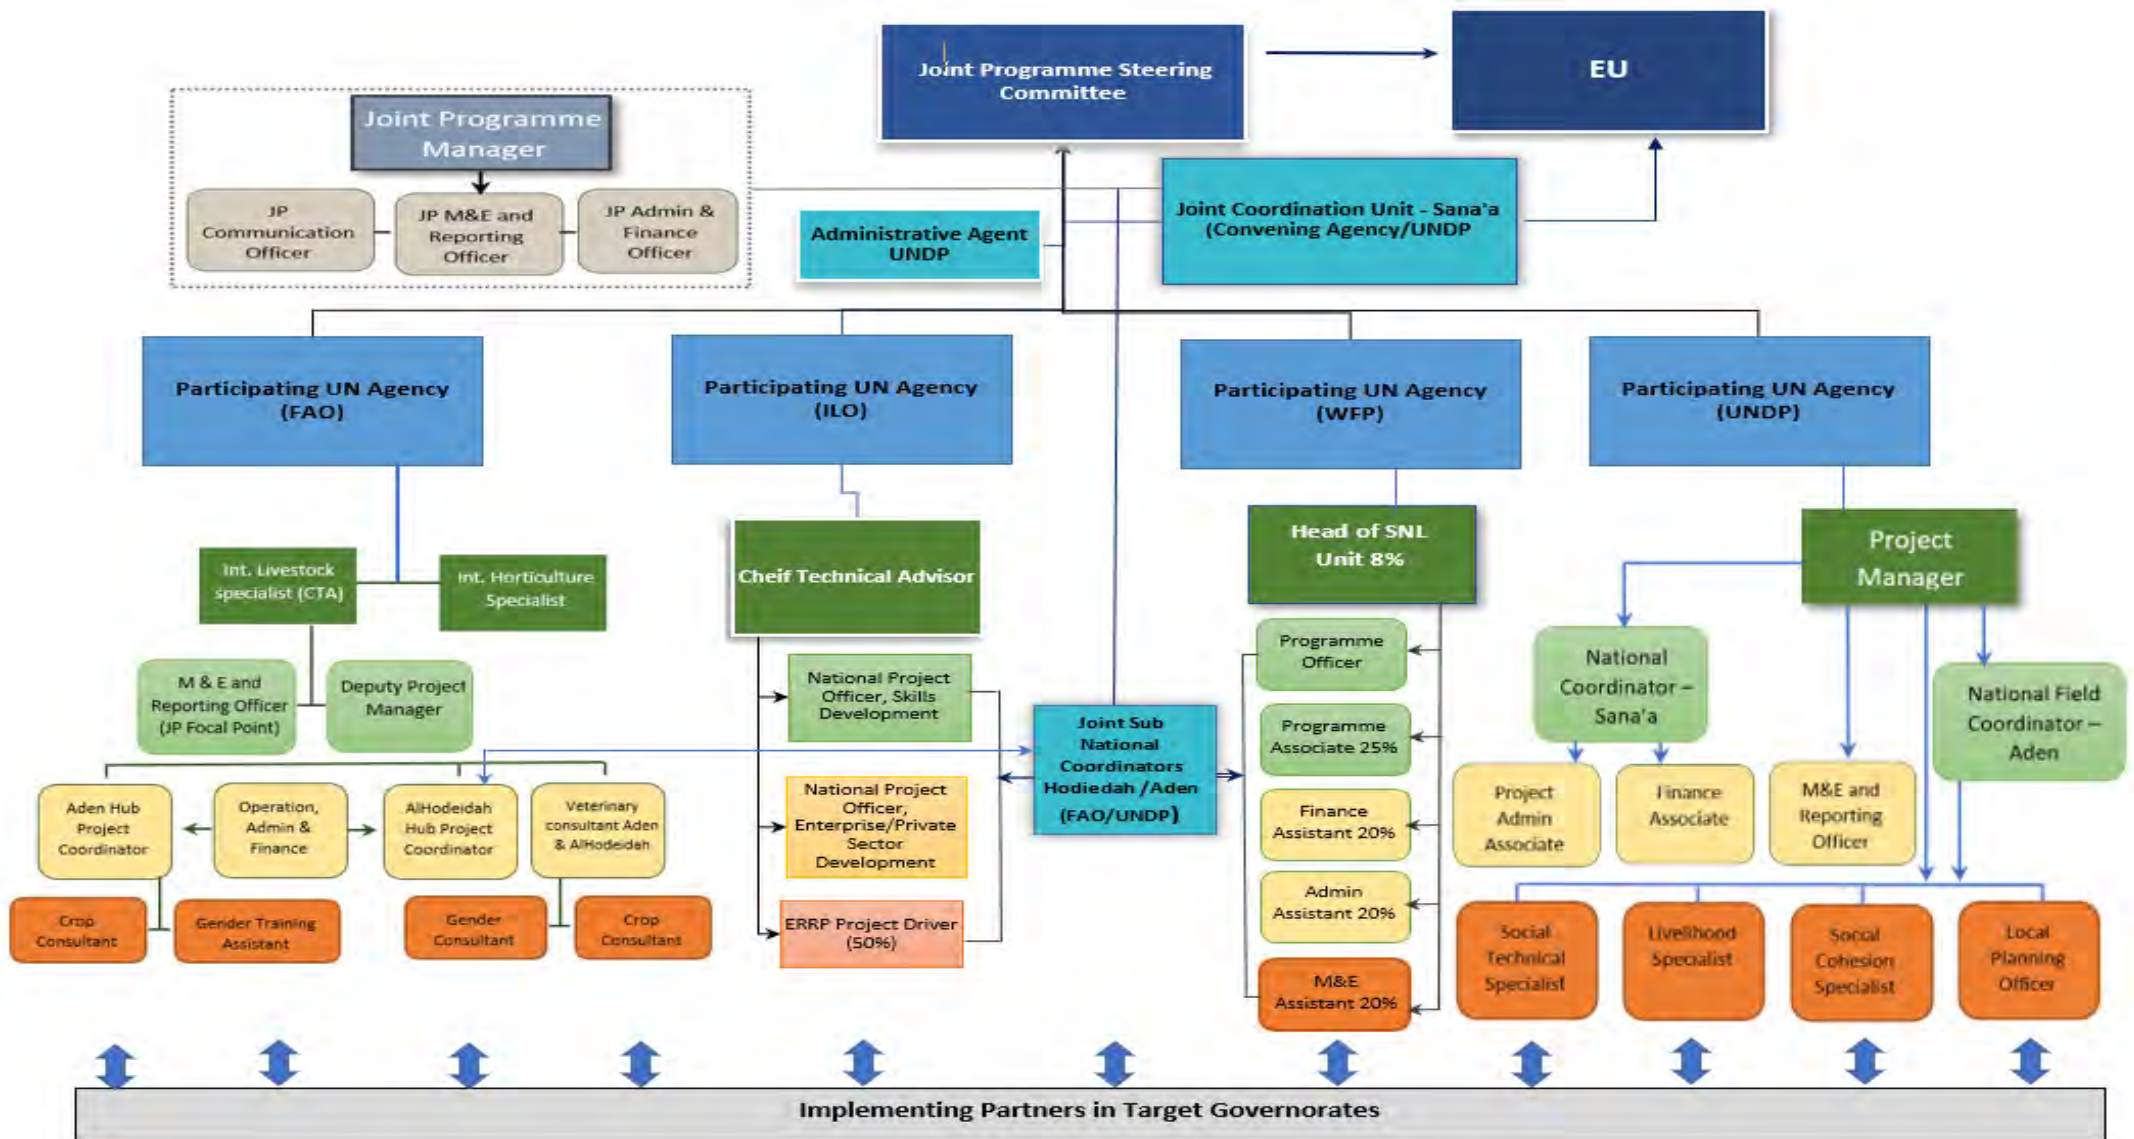 Joint Programme Steering
Committee
EU
Joint Programme
Manager
JP
Communication
Officer
JP M&E and
Reporting
Officer
JP Admin &
Finance
Officer
Administrative Agent
UNDP
Joint Coordination Unit - Sana'a
(Convening Agency/UNDP
Participating UN Agency
(FAO)
Participating UN Agency
(ILO)
Participating UN Agency
(WFP)
Participating UN Agency
(UNDP)
Int. Livestock
specialist (CTA)
Int. Horticulture
Specialist
M & E and
Reporting Officer
(JP Focal Point)
Deputy Project
Manager
Aden Hub
Project
Coordinator
Operation,
Admin &
Finance
AlHodeidah
Hub Project
Coordinator
Veterinary
consultant Aden
& AlHodeidah
Crop
Consultant
Gender Training
Assistant
Gender
Consultant
Crop
Consultant
Cheif Technical Advisor
National Project
Officer, Skills
Development
National Project
Officer,
Enterprise/Private
Sector
Development
ERRP Project Driver
(50%)
Joint Sub
National
Coordinators
Hodiedah /Aden
(FAO/UNDP)
Head of SNL
Unit 8%
Programme
Officer
Programme
Associate 25%
Finance
Assistant 20%
Admin
Assistant 20%
M&E
Assistant 20%
Project
Manager
National
Coordinator –
Sana'a
National Field
Coordinator –
Aden
Project
Admin
Associate
Finance
Associate
M&E and
Reporting
Officer
Social
Technical
Specialist
Livelihood
Specialist
Social
Cohesion
Specialist
Local
Planning
Officer
Implementing Partners in Target Governorates